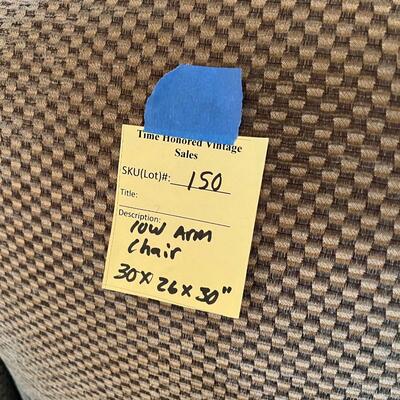 Time Honored Vintage
Sales
SKU(Lot)#: 150
Title:
Description: low Arm
Chair
30 x 26 x 30"